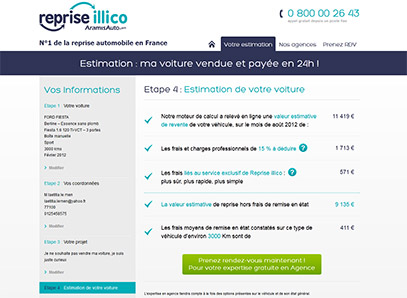 reprise illico
AramisAuto.com
0 800 00 26 43
N°1 de la reprise automobile en France
Votre estimation
Nos agences
Prenez RDV
Estimation : ma voiture vendue et payée en 24h !
Vos Informations
Etape 1 Votre voiture
FORD FIESTA
Berline – Essence sans plomb
Fiesta 1.6 120 Ti-VCT – 3 portes
Boîte manuelle
Sport
3000 Kms
Février 2012
Modifier
Etape 2 Vos coordonnées
M laetitia le men
laetitia.lemen@yahoo.fr
77100
0125458575
Modifier
Etape 3 Votre projet
Je ne souhaite pas vendre ma voiture, je suis juste curieux
Modifier
Etape 4 Estimation de votre voiture
Etape 4 : Estimation de votre voiture
Notre moteur de calcul a relevé en ligne une valeur estimative
de revente de votre véhicule, sur le mois de août 2012 de :
11 419 €
Les frais et charges professionnels de 15 % à déduire
?
1 713 €
Les frais liés au service exclusif de Reprise illico :
plus sûr, plus rapide, plus simple
?
571 €
La valeur estimative de reprise hors frais de remise en état
9 135 €
Les frais moyens de remise en état constatés sur ce type de
véhicule d'environ 3000 Km sont de
411 €
Prenez rendez-vous maintenant !
Pour votre expertise gratuite en Agence
L'expertise en agence tiendra compte à la fois des options présentes sur le véhicule et de son état général